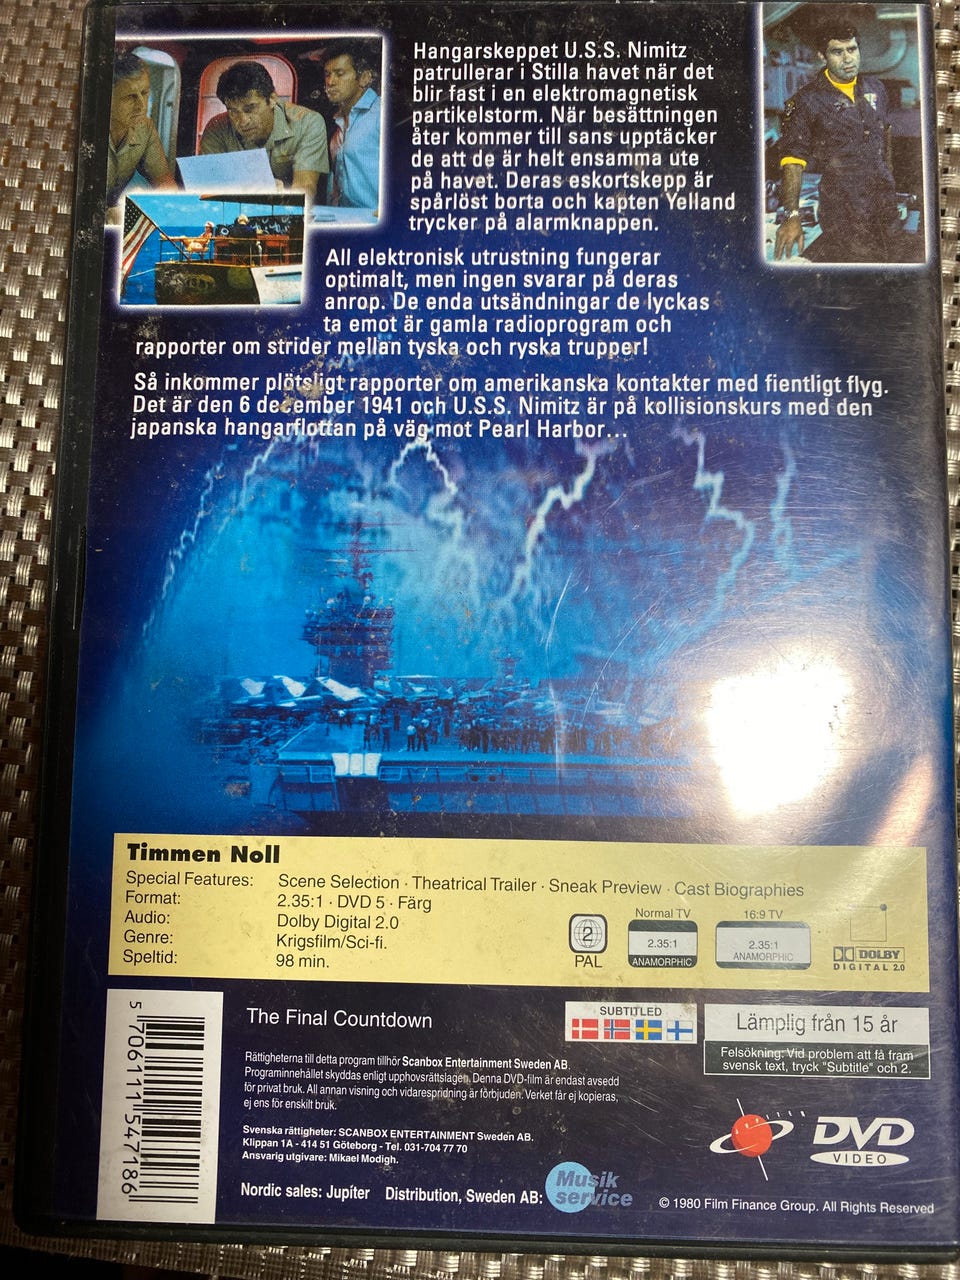 Hangarskeppet U.S.S. Nimitz
patrullerar i Stilla havet när det
blir fast i en elektromagnetisk
partikelstorm. När besättningen
åter kommer till sans upptäcker
de att de är helt ensamma ute
på havet. Deras eskortskepp är
spårlöst borta och kapten Yelland
trycker på alarmknappen.
All elektronisk utrustning fungerar
optimalt, men ingen svarar på deras
anrop. De enda utsändningar de lyckas
ta emot är gamla radioprogram och
rapporter om strider mellan tyska och ryska trupper!
Så inkommer plötsligt rapporter om amerikanska kontakter med fientligt flyg.
Det är den 6 december 1941 och U.S.S. Nimitz är på kollisionskurs med den
japanska hangarflottan på väg mot Pearl Harbor...
Timmen Noll
Special Features: Scene Selection · Theatrical Trailer · Sneak Preview · Cast Biographies
Format: 2.35:1 · DVD 5 · Färg
Audio: Dolby Digital 2.0
Genre: Krigsfilm/Sci-fi.
Speltid: 98 min.
2
PAL
Normal TV
2.35:1
ANAMORPHIC
16:9 TV
2.35:1
ANAMORPHIC
DOLBY
DIGITAL 2.0
5 706111 547186
The Final Countdown
SUBTITLED
Lämplig från 15 år
Felsökning: Vid problem att få fram
svensk text, tryck "Subtitle" och 2.
Rättigheterna till detta program tillhör Scanbox Entertainment Sweden AB.
Programinnehållet skyddas enligt upphovsrättslagen. Denna DVD-film är endast avsedd
för privat bruk. All annan visning och vidarespridning är förbjuden. Verket får ej kopieras,
ej ens för enskilt bruk.
Svenska rättigheter: SCANBOX ENTERTAINMENT Sweden AB.
Klippan 1A - 414 51 Göteborg - Tel. 031-704 77 70
Ansvarig utgivare: Mikael Modigh.
Nordic sales: Jupiter Distribution, Sweden AB:
Musik
service
DVD
VIDEO
© 1980 Film Finance Group. All Rights Reserved